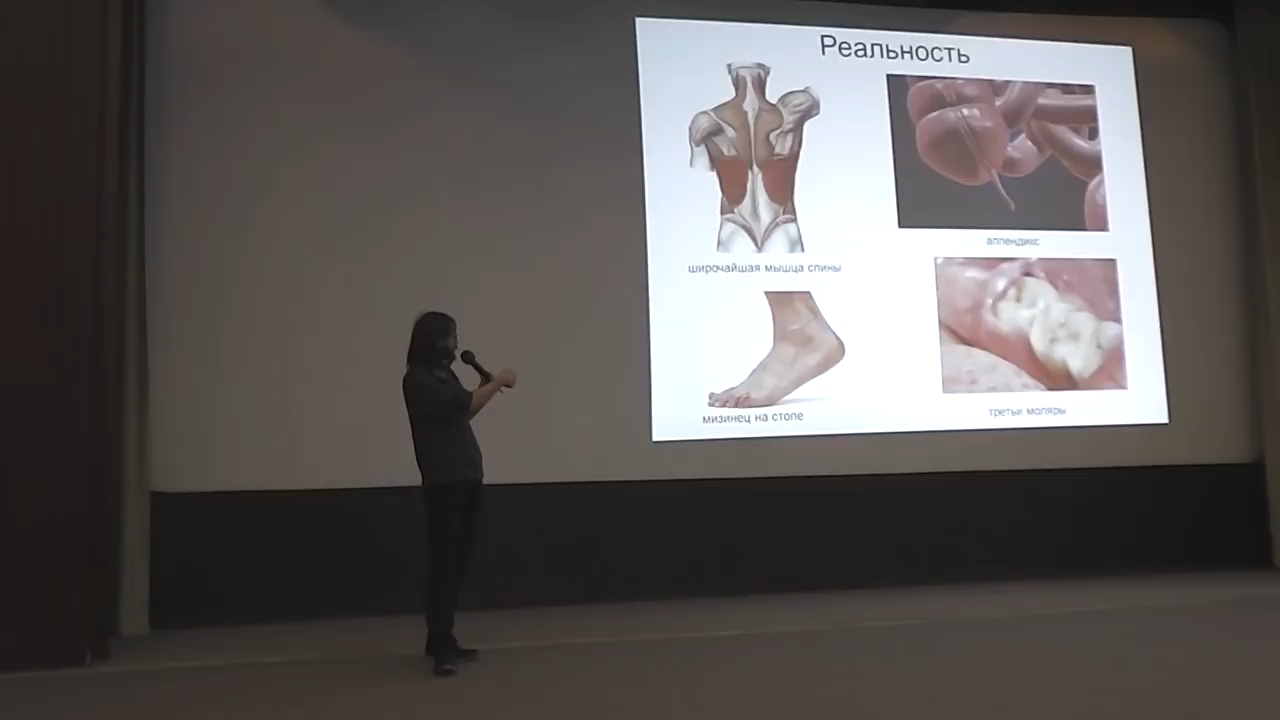 Реальность
широчайшая мышца спины
аппендикс
мизинец на стопе
третьи моляры